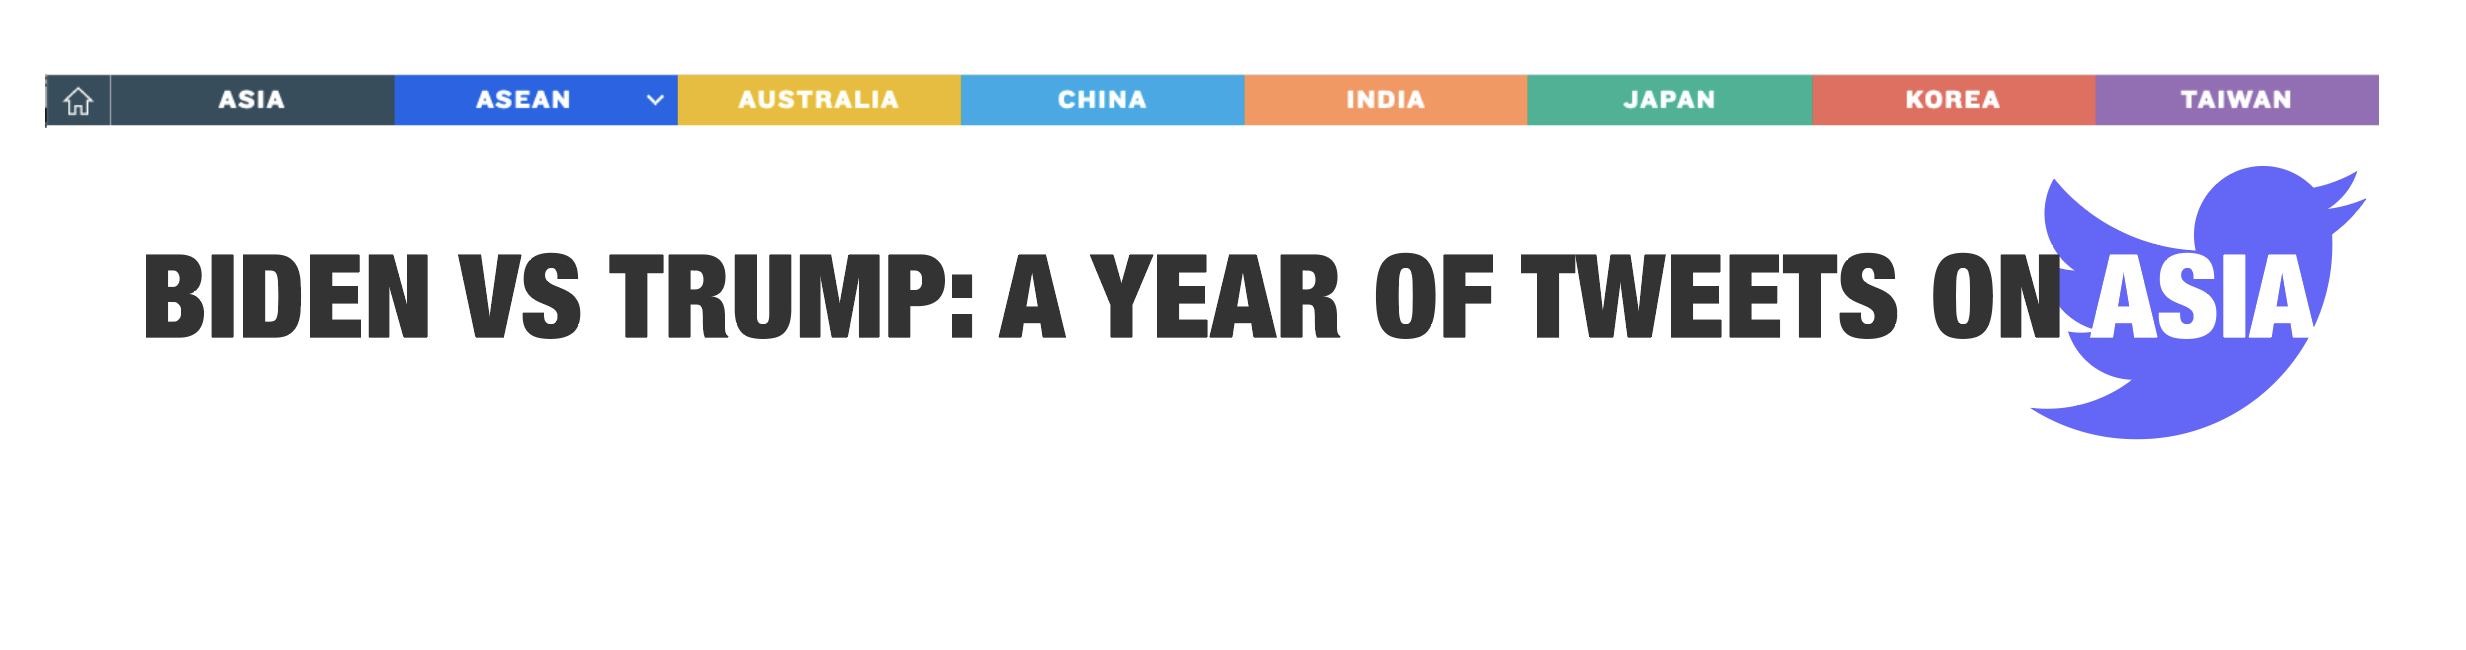 ASIA ASEAN AUSTRALIA CHINA INDIA JAPAN KOREA TAIWAN
BIDEN VS TRUMP: A YEAR OF TWEETS ON ASIA